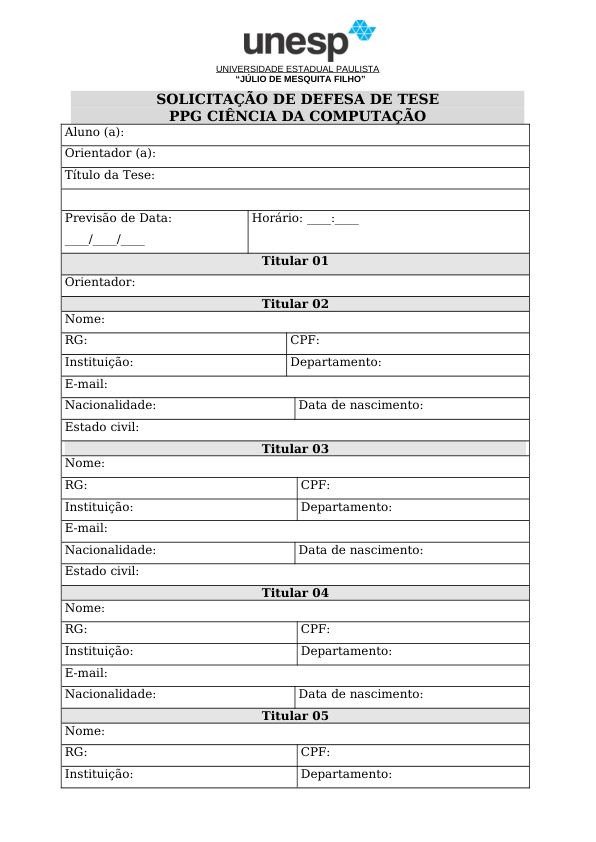 unesp
UNIVERSIDADE ESTADUAL PAULISTA
“JÚLIO DE MESQUITA FILHO”
SOLICITAÇÃO DE DEFESA DE TESE
PPG CIÊNCIA DA COMPUTAÇÃO
Aluno (a):
Orientador (a):
Título da Tese:
Previsão de Data: Horário: ____:____
____/____/____
Titular 01
Orientador:
Titular 02
Nome:
RG: CPF:
Instituição: Departamento:
E-mail:
Nacionalidade: Data de nascimento:
Estado civil:
Titular 03
Nome:
RG: CPF:
Instituição: Departamento:
E-mail:
Nacionalidade: Data de nascimento:
Estado civil:
Titular 04
Nome:
RG: CPF:
Instituição: Departamento:
E-mail:
Nacionalidade: Data de nascimento:
Titular 05
Nome:
RG: CPF:
Instituição: Departamento: